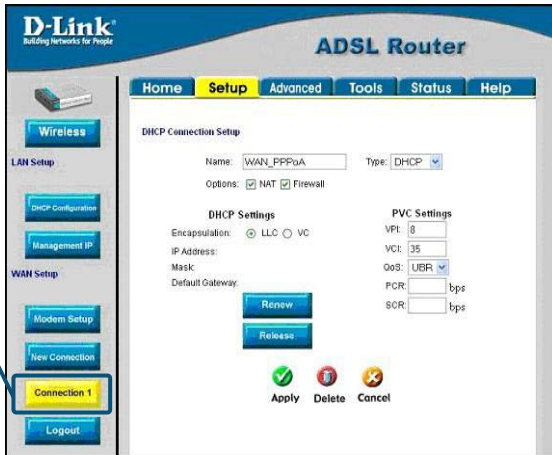 D-Link
Building Networks for People
ADSL Router
Home Setup Advanced Tools Status Help
Wireless
LAN Setup
DHCP Configuration
Management IP
WAN Setup
Modem Setup
New Connection
Connection 1
Logout
DHCP Connection Setup
Name: WAN_PPPoA Type: DHCP
Options: NAT Firewall
DHCP Settings
Encapsulation: LLC VC
IP Address:
Mask:
Default Gateway:
Renew
Release
PVC Settings
VPI: 8
VCI: 35
QoS: UBR
PCR: bps
SCR: bps
Apply Delete Cancel